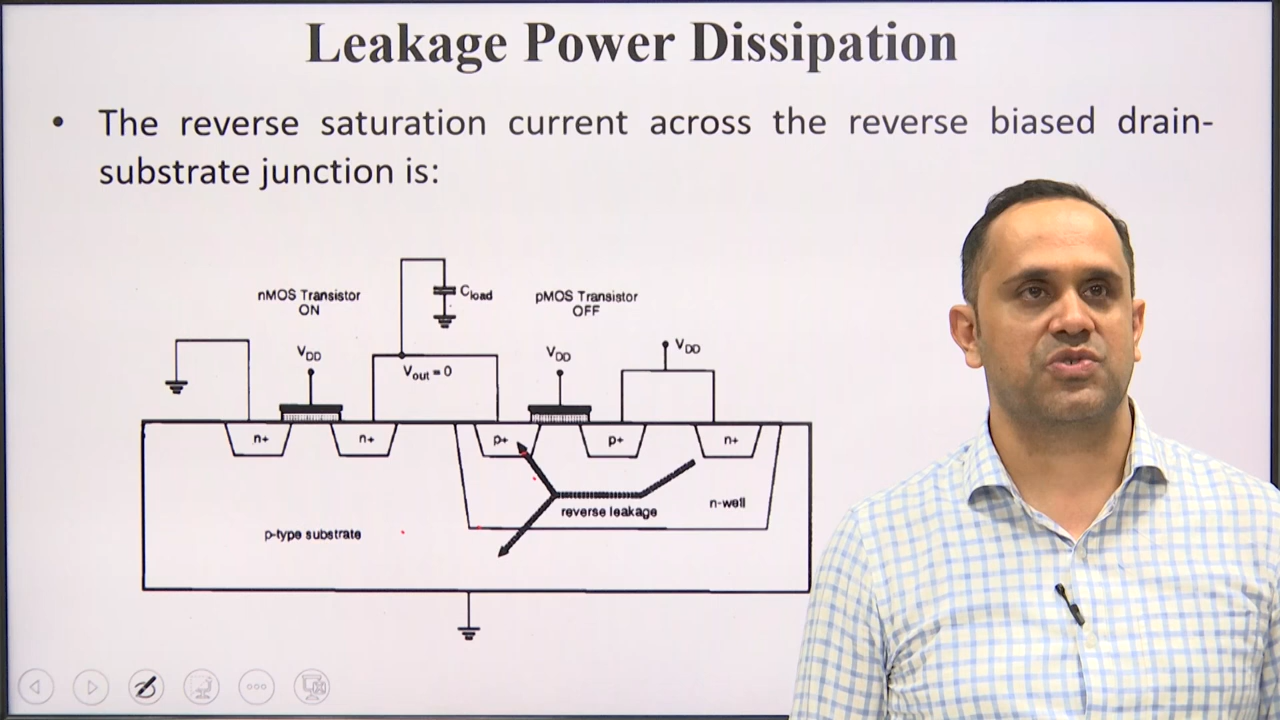 Leakage Power Dissipation
• The reverse saturation current across the reverse biased drain-
substrate junction is:
nMOS Transistor
ON
Cload
pMOS Transistor
OFF
VDD
Vout = 0
VDD
VDD
n+
n+
p+
p+
n+
reverse leakage
n-well
p-type substrate